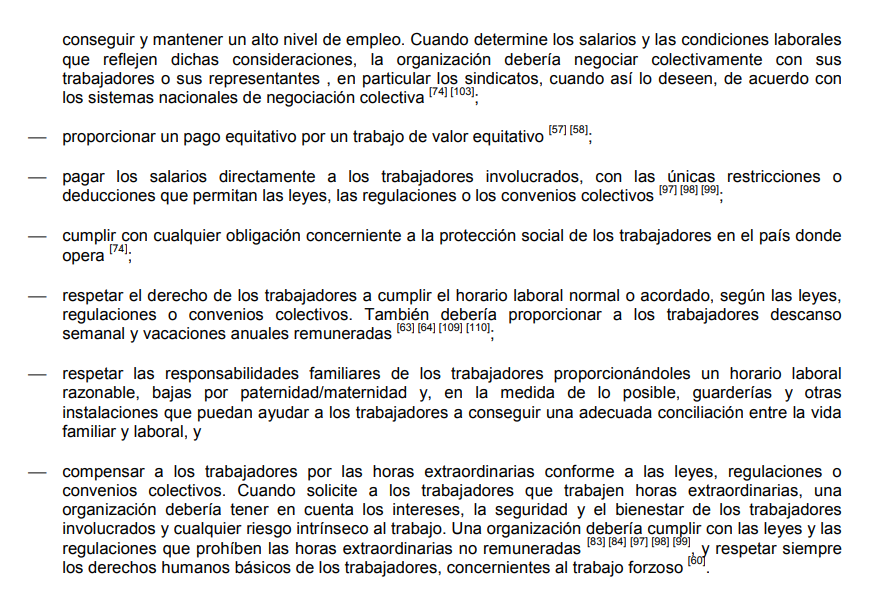 conseguir y mantener un alto nivel de empleo. Cuando determine los salarios y las condiciones laborales
que reflejen dichas consideraciones, la organización debería negociar colectivamente con sus
trabajadores o sus representantes , en particular los sindicatos, cuando así lo deseen, de acuerdo con
los sistemas nacionales de negociación colectiva [74] [103];
— proporcionar un pago equitativo por un trabajo de valor equitativo [57] [58];
— pagar los salarios directamente a los trabajadores involucrados, con las únicas restricciones o
deducciones que permitan las leyes, las regulaciones o los convenios colectivos [97] [98] [99];
— cumplir con cualquier obligación concerniente a la protección social de los trabajadores en el país donde
opera [74];
— respetar el derecho de los trabajadores a cumplir el horario laboral normal o acordado, según las leyes,
regulaciones o convenios colectivos. También debería proporcionar a los trabajadores descanso
semanal y vacaciones anuales remuneradas [63] [64] [109] [110];
— respetar las responsabilidades familiares de los trabajadores proporcionándoles un horario laboral
razonable, bajas por paternidad/maternidad y, en la medida de lo posible, guarderías y otras
instalaciones que puedan ayudar a los trabajadores a conseguir una adecuada conciliación entre la vida
familiar y laboral, y
— compensar a los trabajadores por las horas extraordinarias conforme a las leyes, regulaciones o
convenios colectivos. Cuando solicite a los trabajadores que trabajen horas extraordinarias, una
organización debería tener en cuenta los intereses, la seguridad y el bienestar de los trabajadores
involucrados y cualquier riesgo intrínseco al trabajo. Una organización debería cumplir con las leyes y las
regulaciones que prohíben las horas extraordinarias no remuneradas [83] [84] [97] [98] [99], y respetar siempre
los derechos humanos básicos de los trabajadores, concernientes al trabajo forzoso [60].